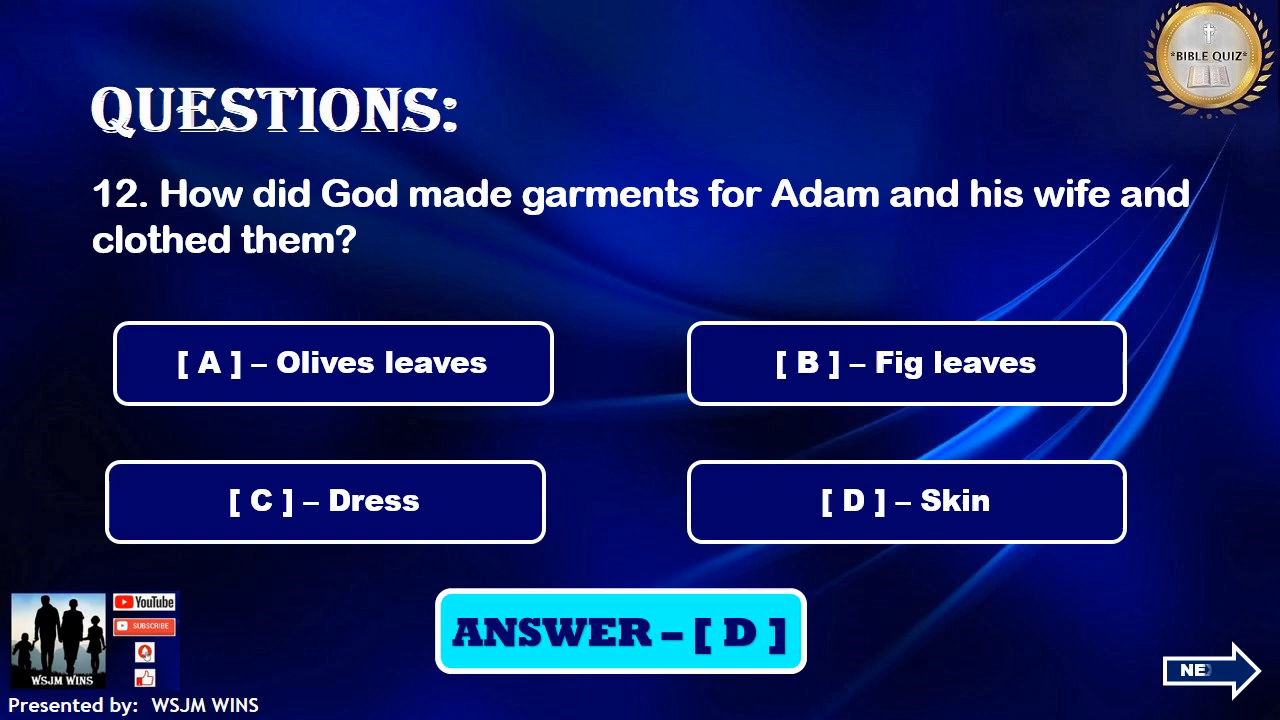 *BIBLE QUIZ*
QUESTIONS:
12. How did God made garments for Adam and his wife and
clothed them?
[ A ] – Olives leaves
[ B ] – Fig leaves
[ C ] – Dress
[ D ] – Skin
ANSWER – [ D ]
YouTube
SUBSCRIBE
WSJM WINS
NE
Presented by: WSJM WINS